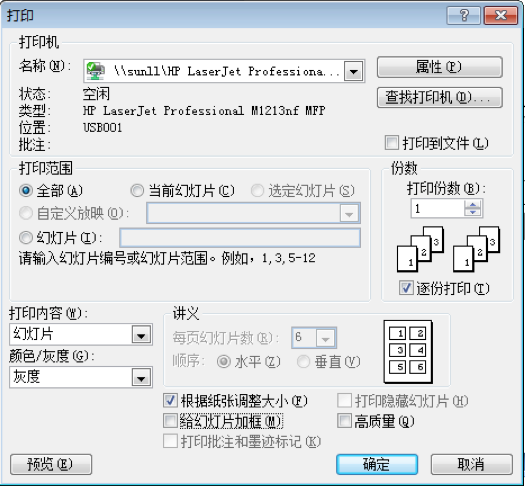 打印
打印机
名称(N): \\sunll\HP LaserJet Professiona... 属性(P)
状态: 空闲 查找打印机(D)...
类型: HP LaserJet Professional M1213nf MFP
位置: USB001
批注: 打印到文件(L)
打印范围 份数
全部(A) 当前幻灯片(C) 选定幻灯片(S) 打印份数(R):
自定义放映(O): 1
幻灯片(I):
请输入幻灯片编号或幻灯片范围。例如，1,3,5-12
1 2 3 1 2 3
逐份打印(T)
打印内容(W): 讲义
幻灯片 每页幻灯片数(R): 6 1 2
颜色/灰度(G): 顺序: 水平(Z) 垂直(V) 3 4
灰度 5 6
根据纸张调整大小(F) 打印隐藏幻灯片(H)
给幻灯片加框(M) 高质量(Q)
打印批注和墨迹标记(K)
预览(E) 确定 取消